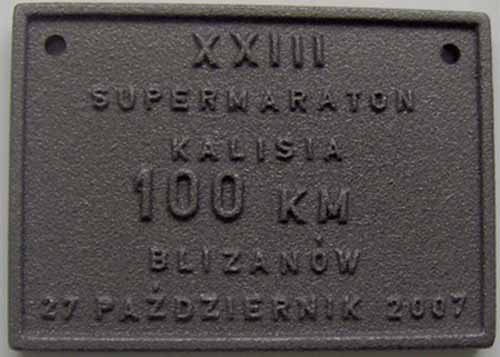 XXIII
SUPERMARATON
KALISIA
100 KM
BLIZANÓW
27 PAŹDZIERNIK 2007